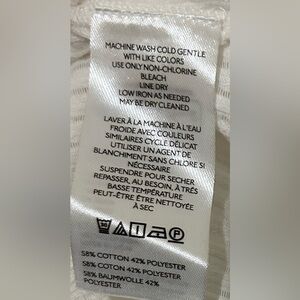 MACHINE WASH COLD GENTLE
WITH LIKE COLORS
USE ONLY NON-CHLORINE
BLEACH
LINE DRY
LOW IRON AS NEEDED
MAY BE DRY CLEANED
LAVER À LA MACHINE À L'EAU
FROIDE AVEC COULEURS
SIMILAIRES CYCLE DÉLICAT
UTILISER UN AGENT DE
BLANCHIMENT SANS CHLORE SI
NÉCESSAIRE
SUSPENDRE POUR SÉCHER
REPASSER, AU BESOIN, À TRÈS
BASSE TEMPÉRATURE
PEUT-ÊTRE ÊTRE NETTOYÉE
À SEC
P
58% COTTON 42% POLYESTER
58% COTON 42% POLYESTER
58% BAUMWOLLE 42%
POLYESTER